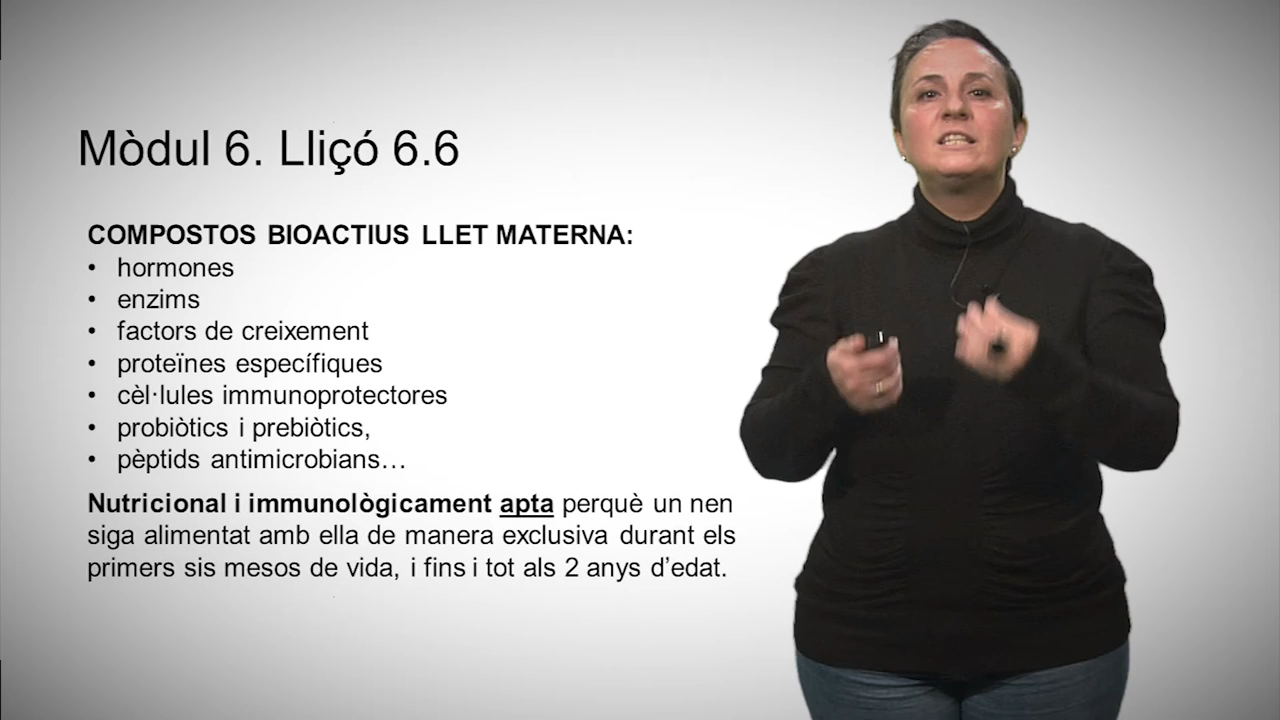 Mòdul 6. Lliçó 6.6
COMPOSTOS BIOACTIUS LLET MATERNA:
• hormones
• enzims
• factors de creixement
• proteïnes específiques
• cèl·lules immunoprotectores
• probiòtics i prebiòtics,
• pèptids antimicrobians…
Nutricional i immunològicament apta perquè un nen
siga alimentat amb ella de manera exclusiva durant els
primers sis mesos de vida, i fins i tot als 2 anys d’edat.